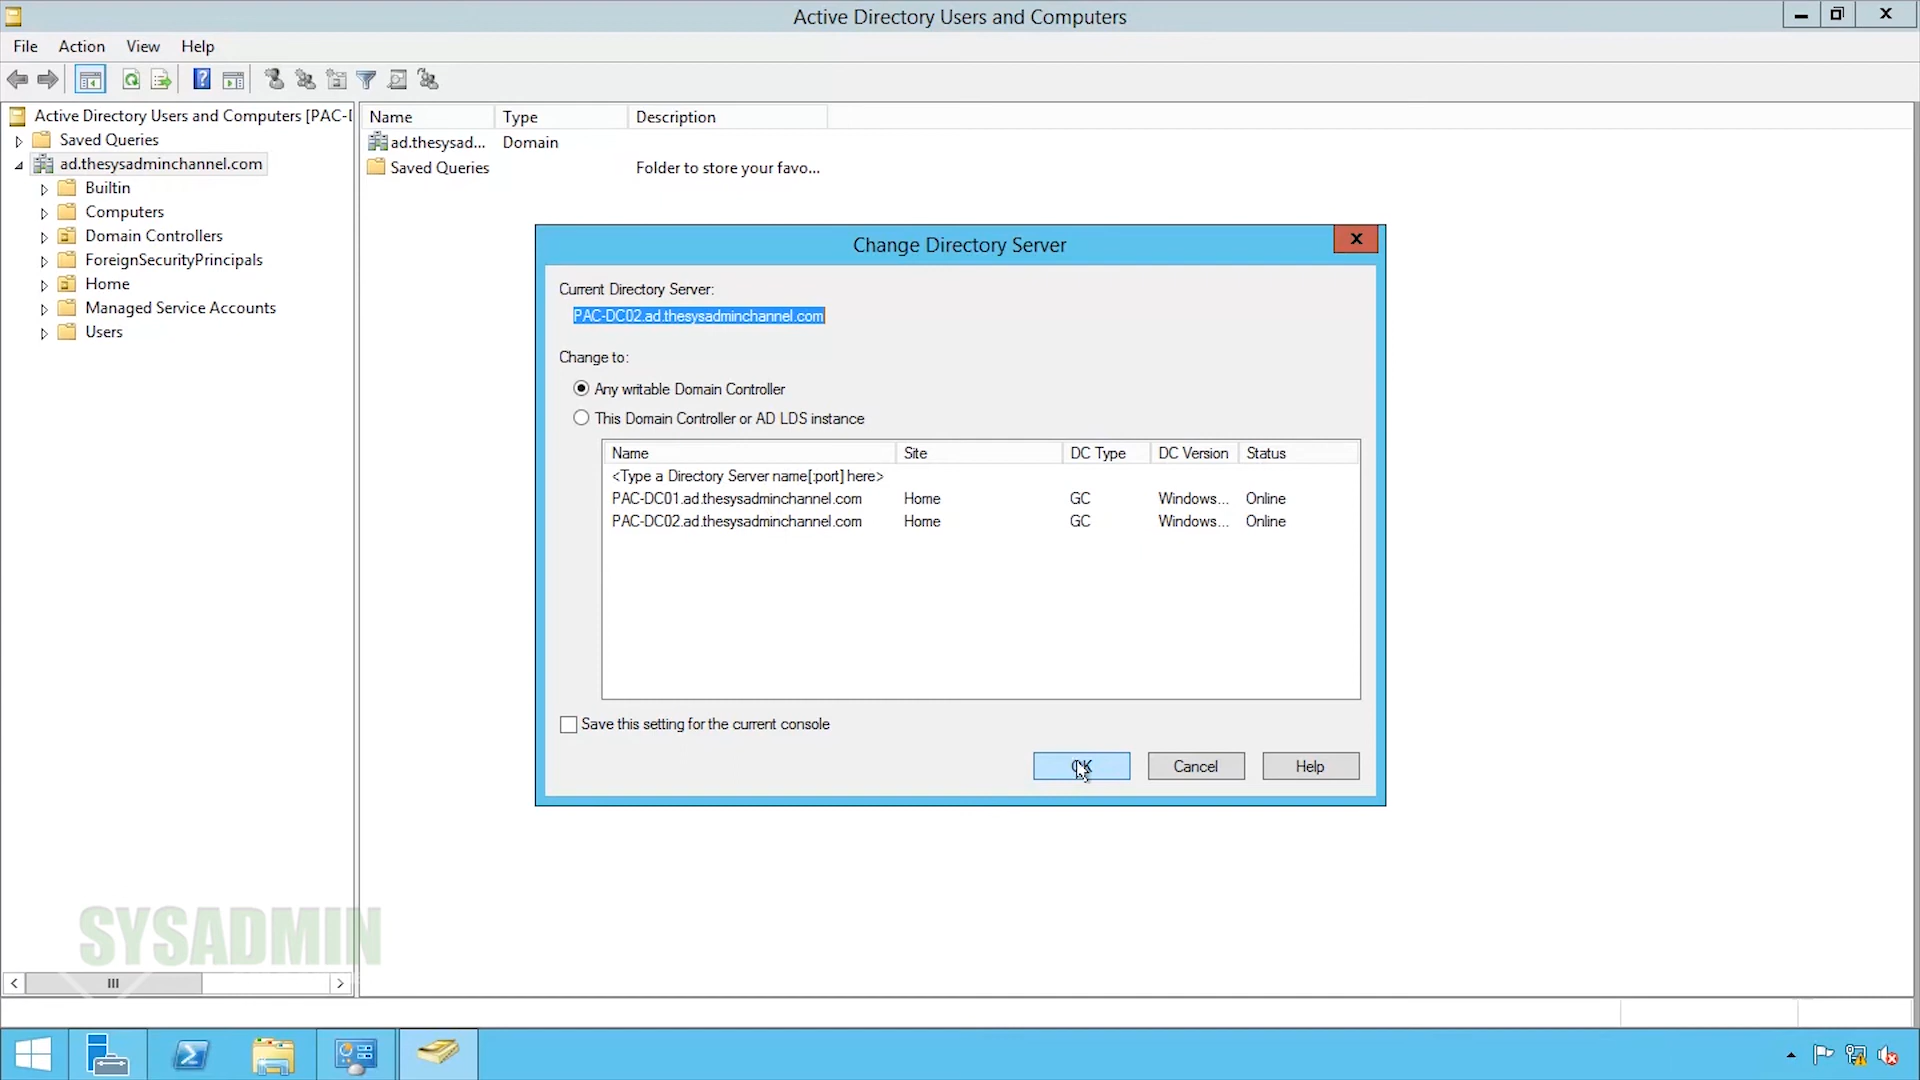 Active Directory Users and Computers
File Action View Help
Active Directory Users and Computers [PAC-D
Saved Queries
ad.thesysadminchannel.com
Builtin
Computers
Domain Controllers
ForeignSecurityPrincipals
Home
Managed Service Accounts
Users
Name Type Description
ad.thesysad... Domain
Saved Queries Folder to store your favo...
Change Directory Server
Current Directory Server:
PAC-DC02.ad.thesysadminchannel.com
Change to:
Any writable Domain Controller
This Domain Controller or AD LDS instance
Name Site DC Type DC Version Status
<Type a Directory Server name[:port] here>
PAC-DC01.ad.thesysadminchannel.com Home GC Windows... Online
PAC-DC02.ad.thesysadminchannel.com Home GC Windows... Online
Save this setting for the current console
OK Cancel Help
SYSADMIN